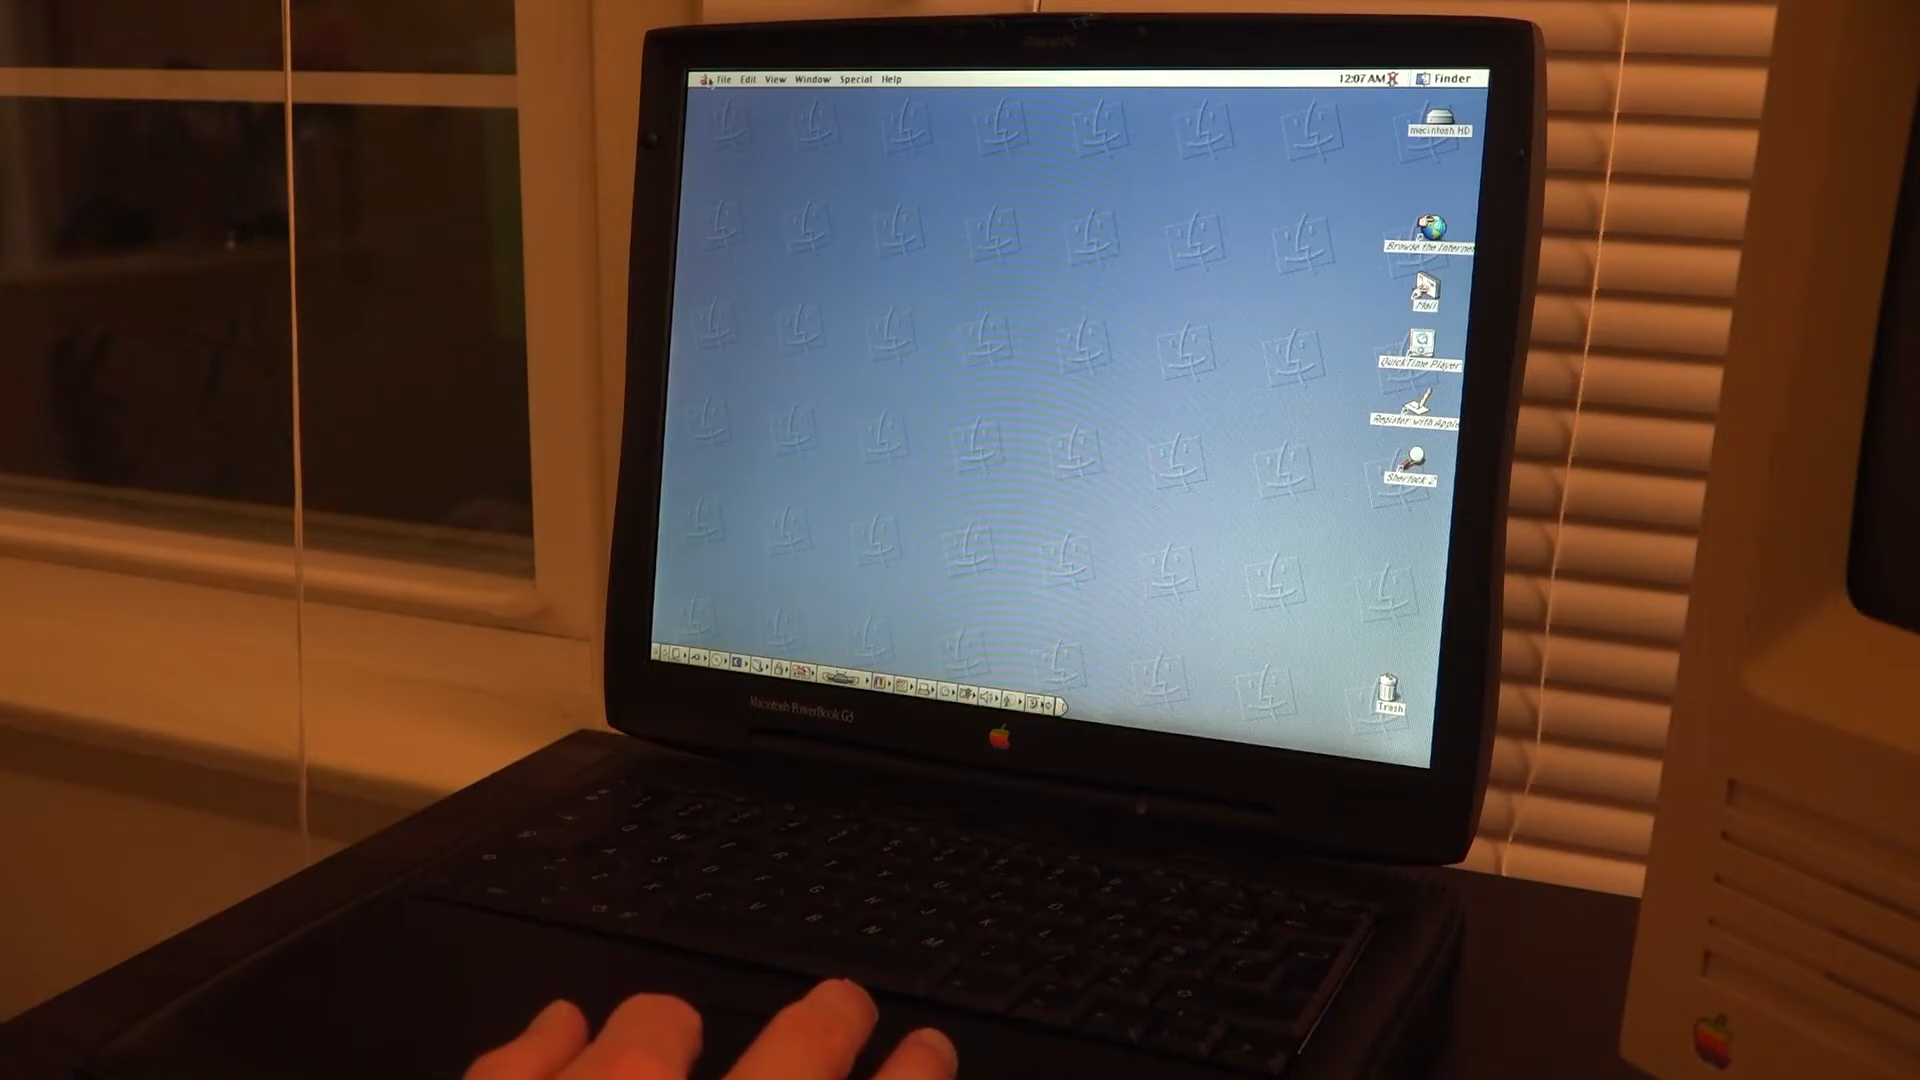 File Edit View Window Special Help
12:07 AM
Finder
macintosh HD
Browse the Internet
Mail
QuickTime Player
Register with Apple
Sherlock 2
Trash
Macintosh PowerBook G3